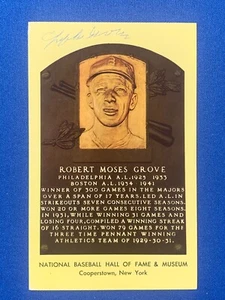 ROBERT MOSES GROVE
PHILADELPHIA A.L. 1925 1933
BOSTON A.L. 1934 1941
WINNER OF 300 GAMES IN THE MAJORS
OVER A SPAN OF 17 YEARS. LED A.L. IN
STRIKEOUTS SEVEN CONSECUTIVE SEASONS.
WON 20 OR MORE GAMES EIGHT SEASONS.
IN 1931, WHILE WINNING 31 GAMES AND
LOSING FOUR, COMPILED A WINNING STREAK
OF 16 STRAIGHT. WON 79 GAMES FOR THE
THREE TIME PENNANT WINNING
ATHLETICS TEAM OF 1929-30-31.
NATIONAL BASEBALL HALL OF FAME & MUSEUM
Cooperstown, New York